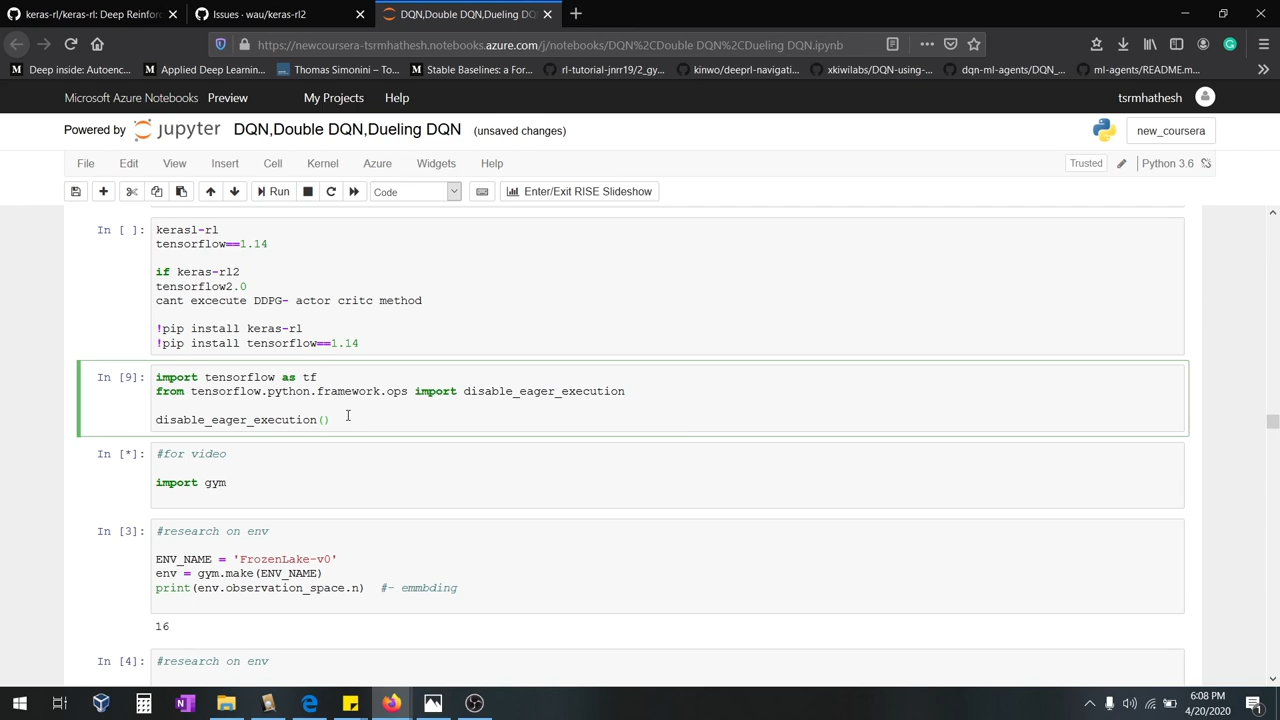 keras-rl/keras-rl: Deep Reinforc
Issues · wau/keras-rl2
DQN,Double DQN,Dueling DQN
https://newcoursera-tsrmhathesh.notebooks.azure.com/j/notebooks/DQN%2CDouble DQN%2CDueling DQN.ipynb
Deep inside: Autoenc...
Applied Deep Learnin...
Thomas Simonini – To...
Stable Baselines: a For...
rl-tutorial-jnrr19/2_gy...
kinwo/deeprl-navigati...
xkiwilabs/DQN-using-...
dqn-ml-agents/DQN_...
ml-agents/README.m...
Microsoft Azure Notebooks Preview My Projects Help tsrmhathesh
Powered by jupyter DQN,Double DQN,Dueling DQN (unsaved changes) new_coursera
File Edit View Insert Cell Kernel Azure Widgets Help Trusted Python 3.6
Run Code Enter/Exit RISE Slideshow
In [ ]: kerasl-rl
tensorflow==1.14
if keras-rl2
tensorflow2.0
cant excecute DDPG- actor critc method
!pip install keras-rl
!pip install tensorflow==1.14
In [9]: import tensorflow as tf
from tensorflow.python.framework.ops import disable_eager_execution
disable_eager_execution()
In [*]: #for video
import gym
In [3]: #research on env
ENV_NAME = 'FrozenLake-v0'
env = gym.make(ENV_NAME)
print(env.observation_space.n) #- emmbding
16
In [4]: #research on env
6:08 PM
4/20/2020
1